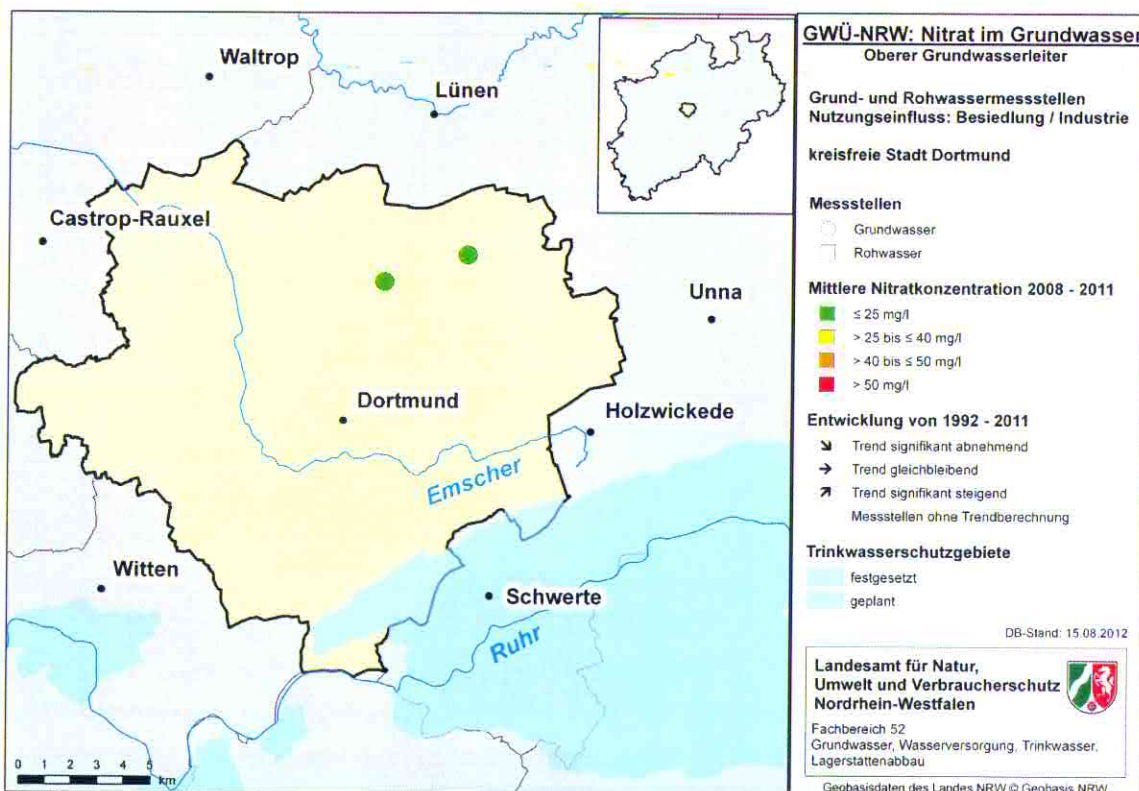 Waltrop
Lünen
Castrop-Rauxel
Unna
Dortmund
Holzwickede
Emscher
Witten
Schwerte
Ruhr
0 1 2 3 4 5
km
GWÜ-NRW: Nitrat im Grundwasser
Oberer Grundwasserleiter
Grund- und Rohwassermessstellen
Nutzungseinfluss: Besiedlung / Industrie
kreisfreie Stadt Dortmund
Messstellen
Grundwasser
Rohwasser
Mittlere Nitratkonzentration 2008 - 2011
≤ 25 mg/l
> 25 bis ≤ 40 mg/l
> 40 bis ≤ 50 mg/l
> 50 mg/l
Entwicklung von 1992 - 2011
Trend signifikant abnehmend
Trend gleichbleibend
Trend signifikant steigend
Messstellen ohne Trendberechnung
Trinkwasserschutzgebiete
festgesetzt
geplant
DB-Stand: 15.08.2012
Landesamt für Natur,
Umwelt und Verbraucherschutz
Nordrhein-Westfalen
Fachbereich 52
Grundwasser, Wasserversorgung, Trinkwasser,
Lagerstättenabbau
Geobasisdaten des Landes NRW © Geobasis NRW